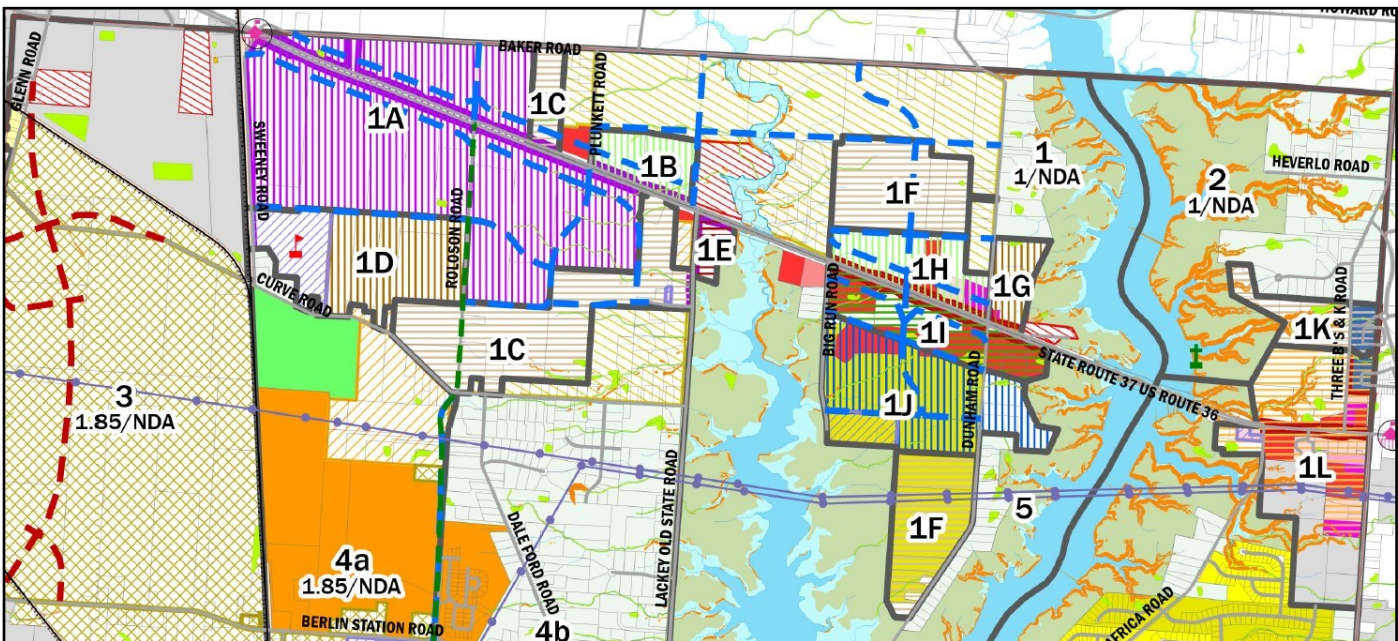 HOWARD RO
GLENN ROAD
BAKER ROAD
PLUNKETT ROAD
1C
1A
SWEENEY ROAD
1B
1F
1
1/NDA
2
1/NDA
HEVERLO ROAD
ROLOSON ROAD
1D
1E
1H
1G
CURVE ROAD
BIG RUN ROAD
1I
1K
THREE B'S & K ROAD
1C
STATE ROUTE 37 US ROUTE 36
3
1.85/NDA
1J
DUNHAM ROAD
1L
LACKEY OLD STATE ROAD
5
1F
DALE FORD ROAD
4a
1.85/NDA
AFRICA ROAD
BERLIN STATION ROAD
4b